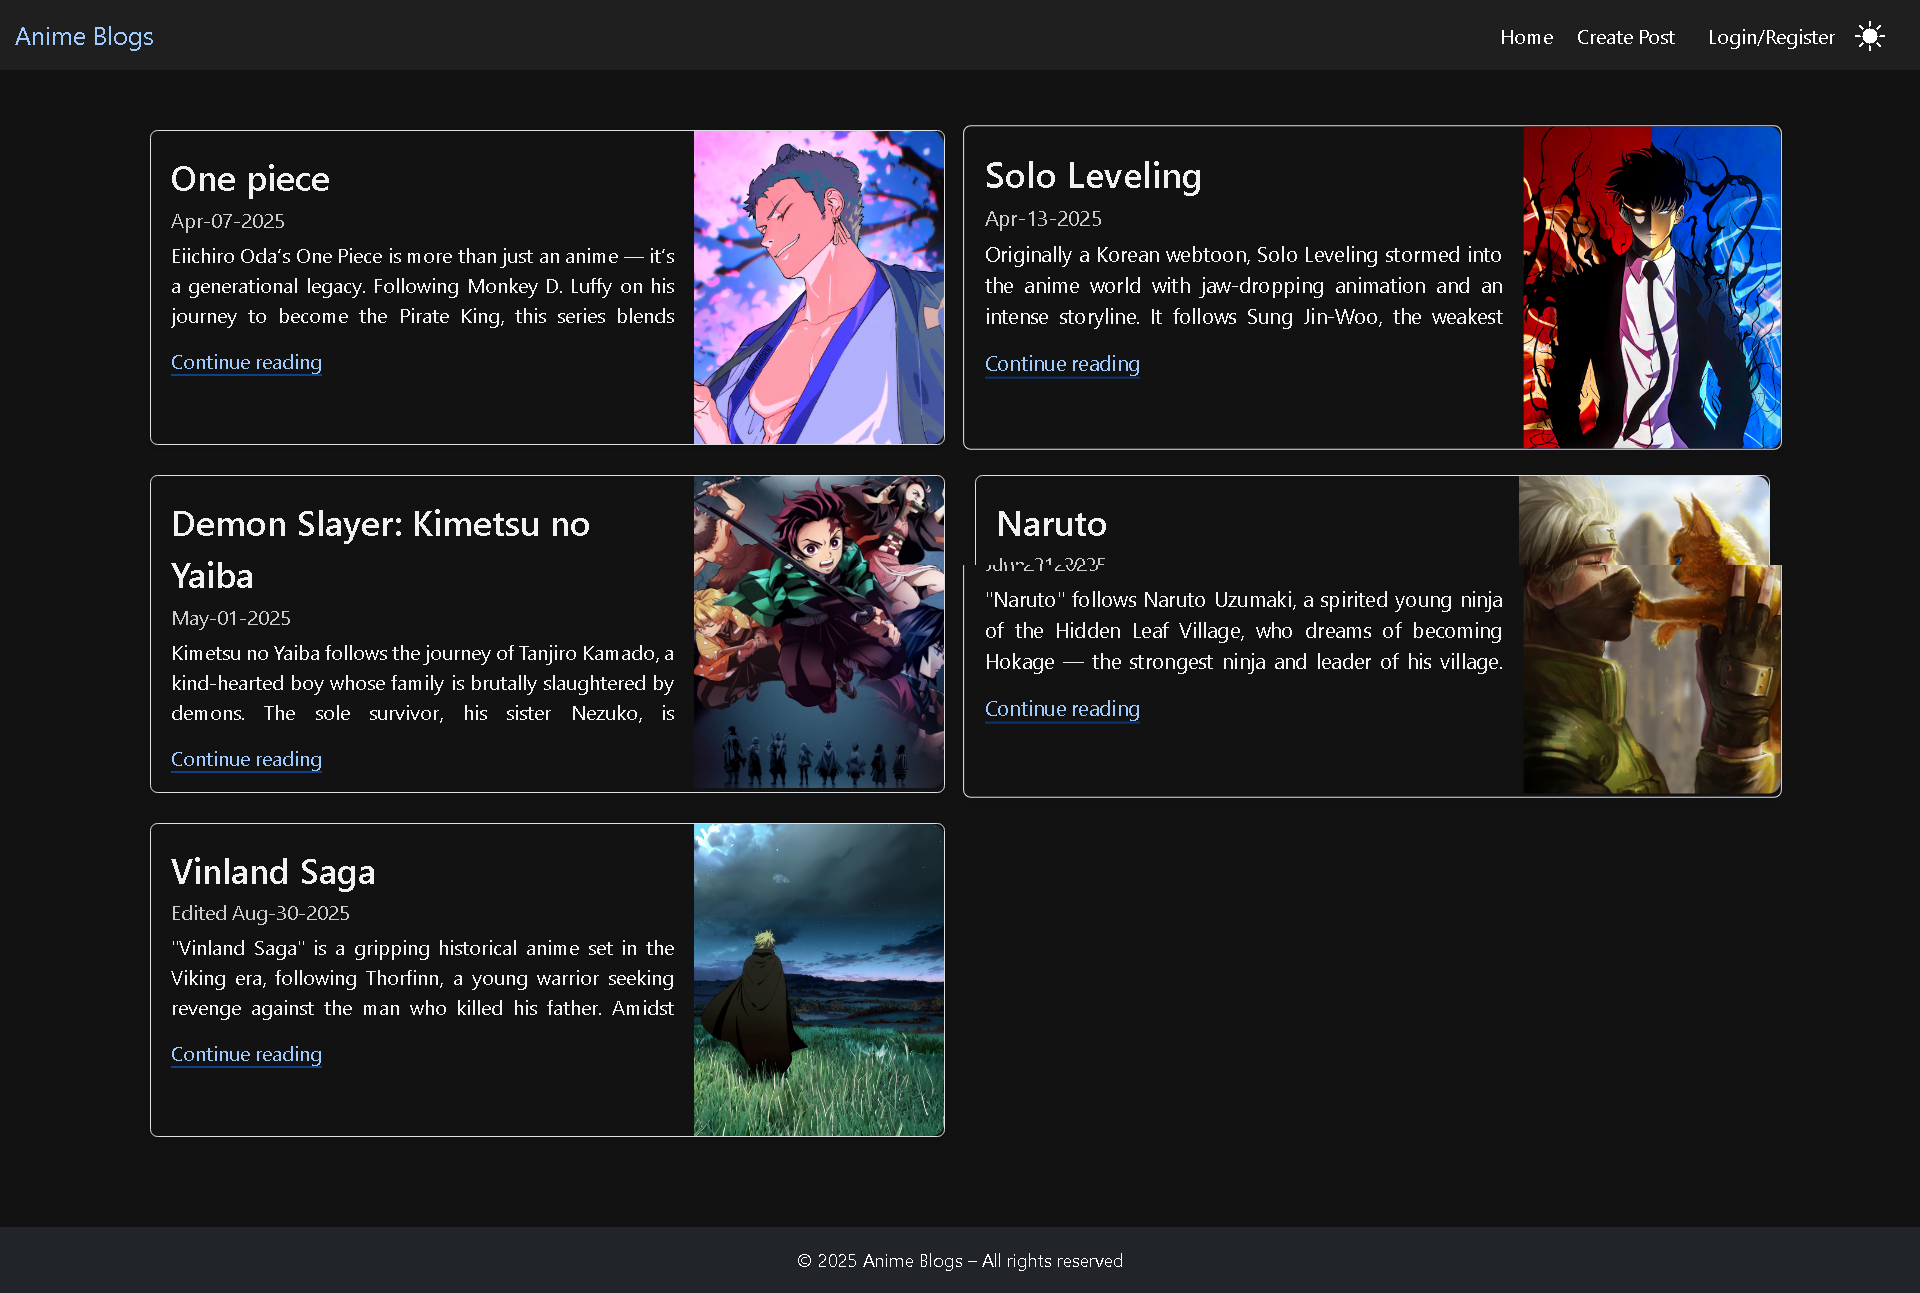 Anime Blogs
Home Create Post Login/Register
One piece
Apr-07-2025
Eiichiro Oda’s One Piece is more than just an anime — it’s
a generational legacy. Following Monkey D. Luffy on his
journey to become the Pirate King, this series blends
Continue reading
Solo Leveling
Apr-13-2025
Originally a Korean webtoon, Solo Leveling stormed into
the anime world with jaw-dropping animation and an
intense storyline. It follows Sung Jin-Woo, the weakest
Continue reading
Demon Slayer: Kimetsu no
Yaiba
May-01-2025
Kimetsu no Yaiba follows the journey of Tanjiro Kamado, a
kind-hearted boy whose family is brutally slaughtered by
demons. The sole survivor, his sister Nezuko, is
Continue reading
Naruto
"Naruto" follows Naruto Uzumaki, a spirited young ninja
of the Hidden Leaf Village, who dreams of becoming
Hokage — the strongest ninja and leader of his village.
Continue reading
Vinland Saga
Edited Aug-30-2025
"Vinland Saga" is a gripping historical anime set in the
Viking era, following Thorfinn, a young warrior seeking
revenge against the man who killed his father. Amidst
Continue reading
© 2025 Anime Blogs – All rights reserved